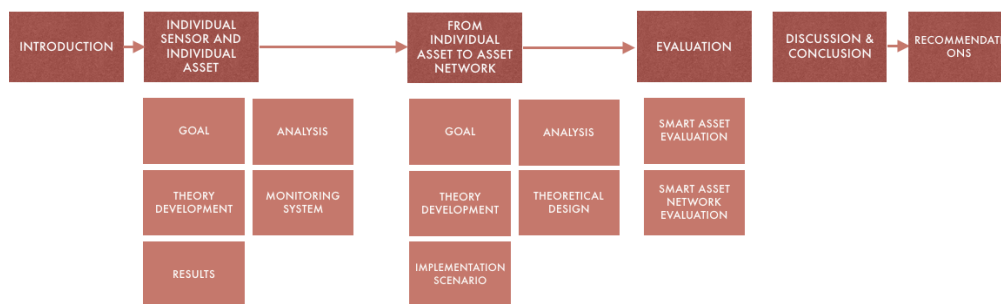 INTRODUCTION
INDIVIDUAL
SENSOR AND
INDIVIDUAL
ASSET
FROM
INDIVIDUAL
ASSET TO ASSET
NETWORK
EVALUATION
DISCUSSION &
CONCLUSION
RECOMMENDATI
ONS
GOAL
ANALYSIS
THEORY
DEVELOPMENT
MONITORING
SYSTEM
RESULTS
GOAL
ANALYSIS
THEORY
DEVELOPMENT
THEORETICAL
DESIGN
IMPLEMENTATION
SCENARIO
SMART ASSET
EVALUATION
SMART ASSET
NETWORK
EVALUATION